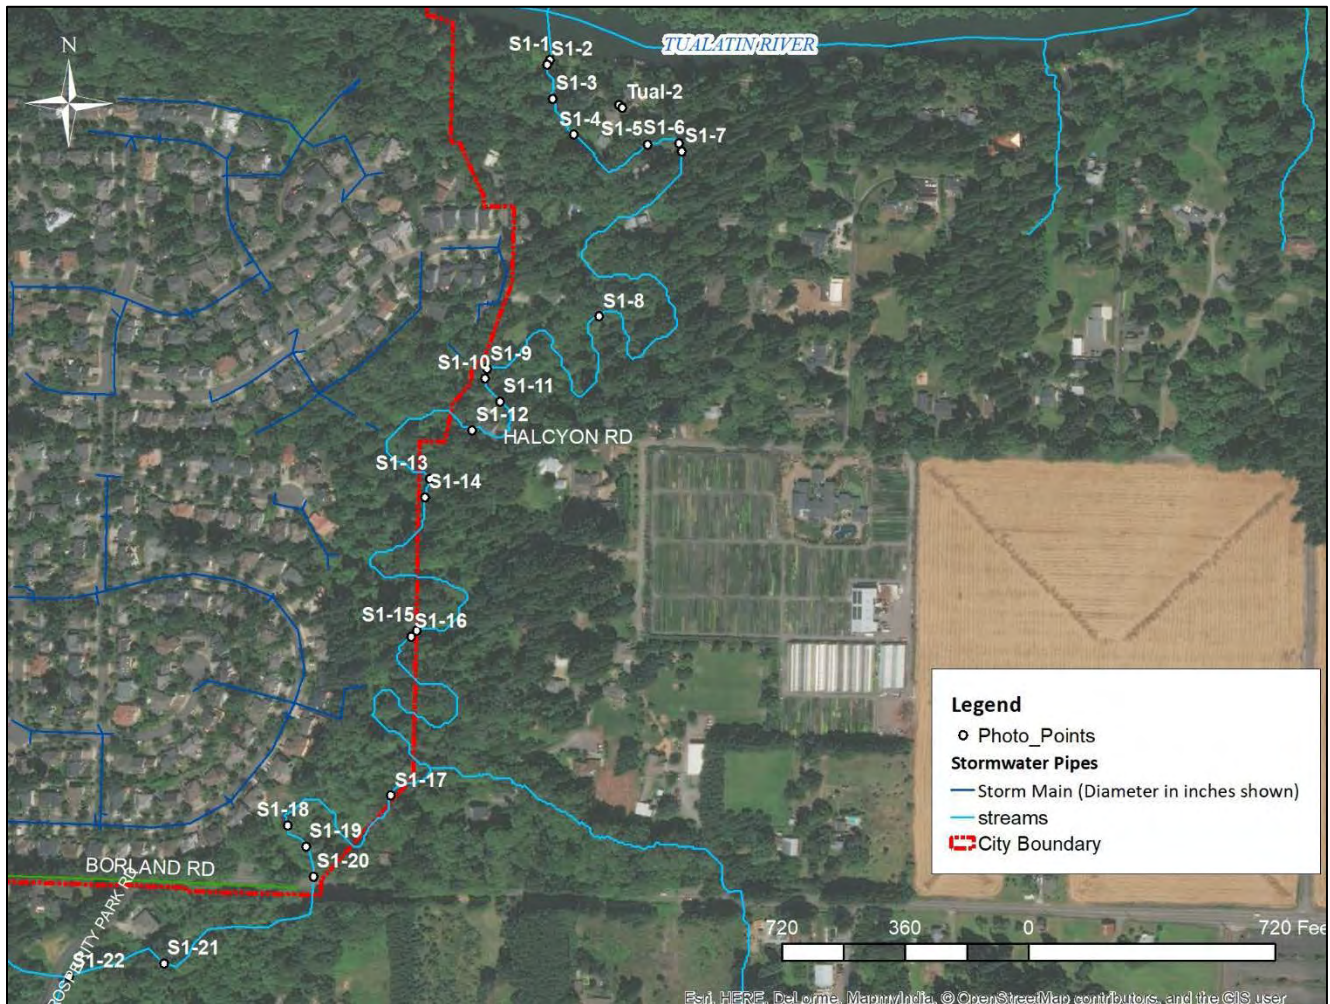 TUALATIN RIVER
N
S1-1
S1-2
S1-3
Tual-2
S1-4
S1-5
S1-6
S1-7
S1-8
S1-9
S1-10
S1-11
S1-12
HALCYON RD
S1-13
S1-14
S1-15
S1-16
S1-17
S1-18
S1-19
S1-20
BORLAND RD
S1-21
S1-22
ROSPERITY PARK RD
Legend
Photo_Points
Stormwater Pipes
Storm Main (Diameter in inches shown)
streams
City Boundary
720 360 0 720 Fee
Esri, HERE, DeLorme, MapmyIndia, © OpenStreetMap contributors, and the GIS user